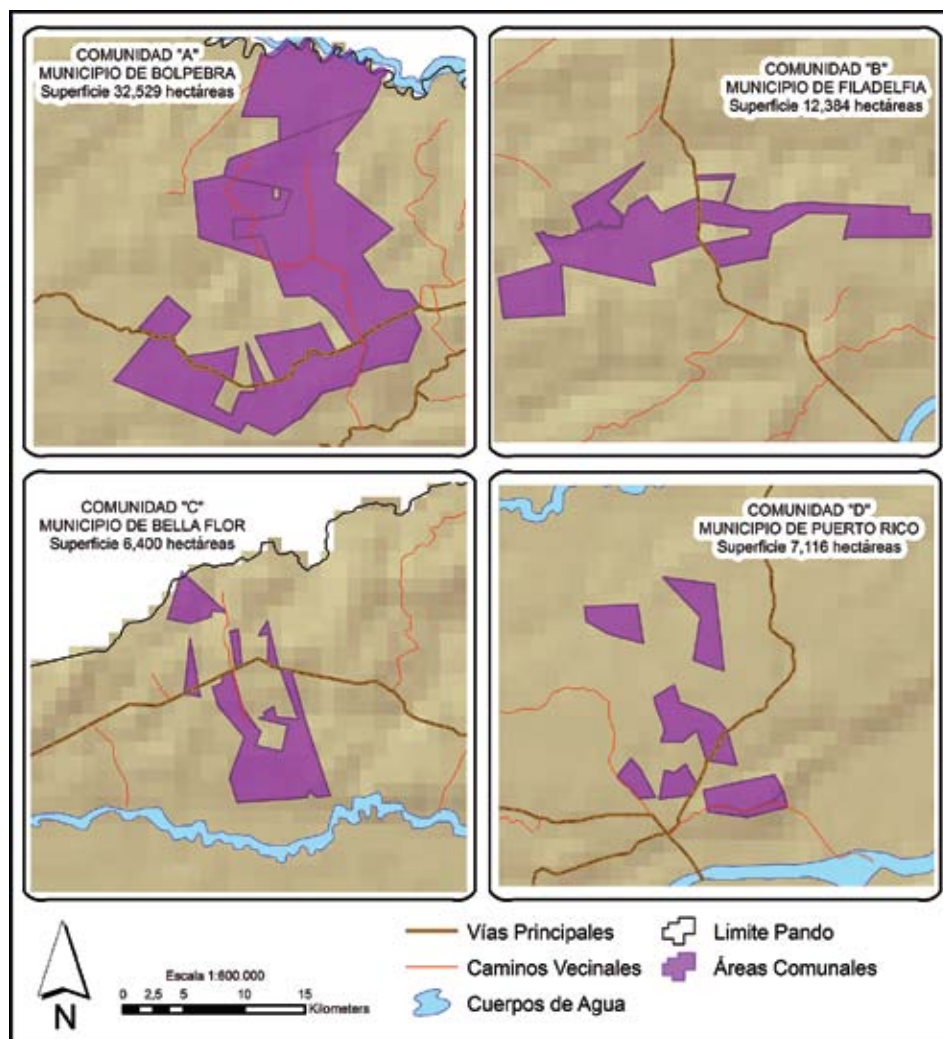 COMUNIDAD "A"
MUNICIPIO DE BOLPEBRA
Superficie 32,529 hectáreas
COMUNIDAD "B"
MUNICIPIO DE FILADELFIA
Superficie 12,384 hectáreas
COMUNIDAD "C"
MUNICIPIO DE BELLA FLOR
Superficie 6,400 hectáreas
COMUNIDAD "D"
MUNICIPIO DE PUERTO RICO
Superficie 7,116 hectáreas
N
Escala 1:600.000
0 2,5 5 10 15
Kilometers
Vías Principales
Caminos Vecinales
Cuerpos de Agua
Límite Pando
Áreas Comunales